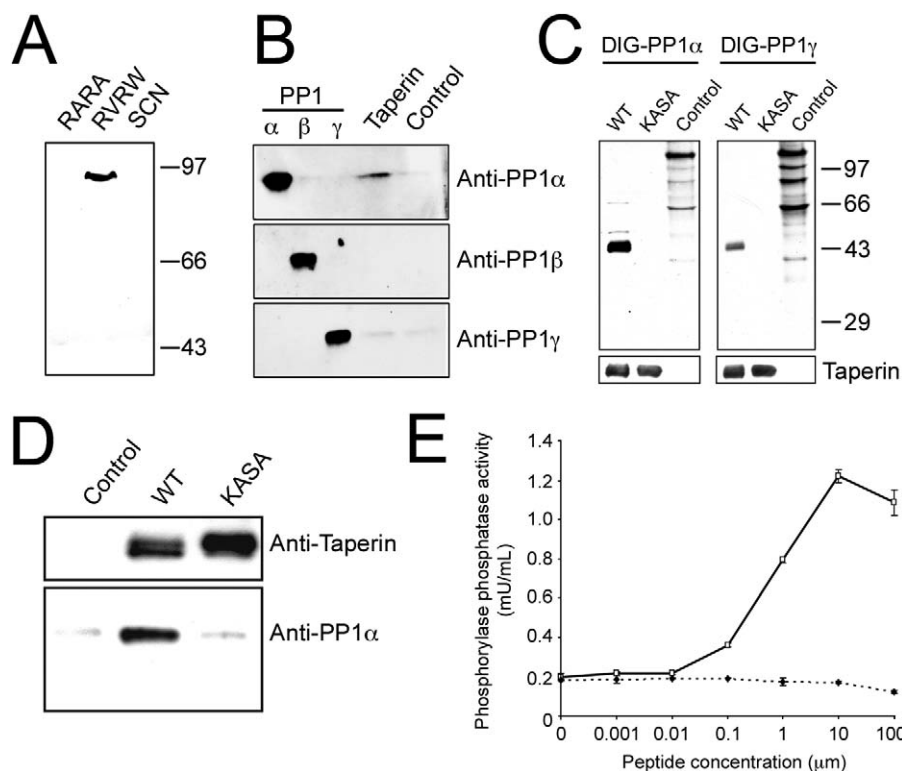 A
RARA
RVRW
SCN
97
66
43
B
PP1
α β γ
Taperin
Control
Anti-PP1α
Anti-PP1β
Anti-PP1γ
C
DIG-PP1α
DIG-PP1γ
WT
KASA
Control
WT
KASA
Control
97
66
43
29
Taperin
D
Control
WT
KASA
Anti-Taperin
Anti-PP1α
E
Phosphorylase phosphatase activity
(mU/mL)
1.4
1.2
1.0
0.8
0.6
0.4
0.2
0
0 0.001 0.01 0.1 1 10 100
Peptide concentration (μm)